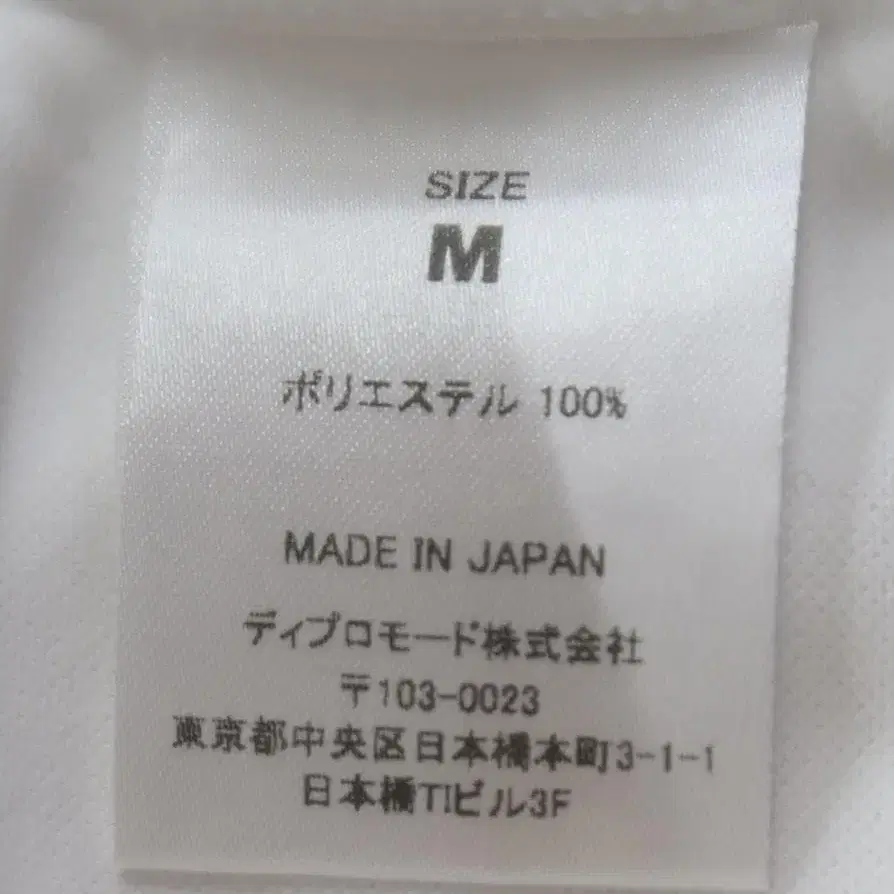 SIZE
M
ポリエステル 100%
MADE IN JAPAN
ディプロモード株式会社
〒103-0023
東京都中央区日本橋本町3-1-1
日本橋TIビル3F